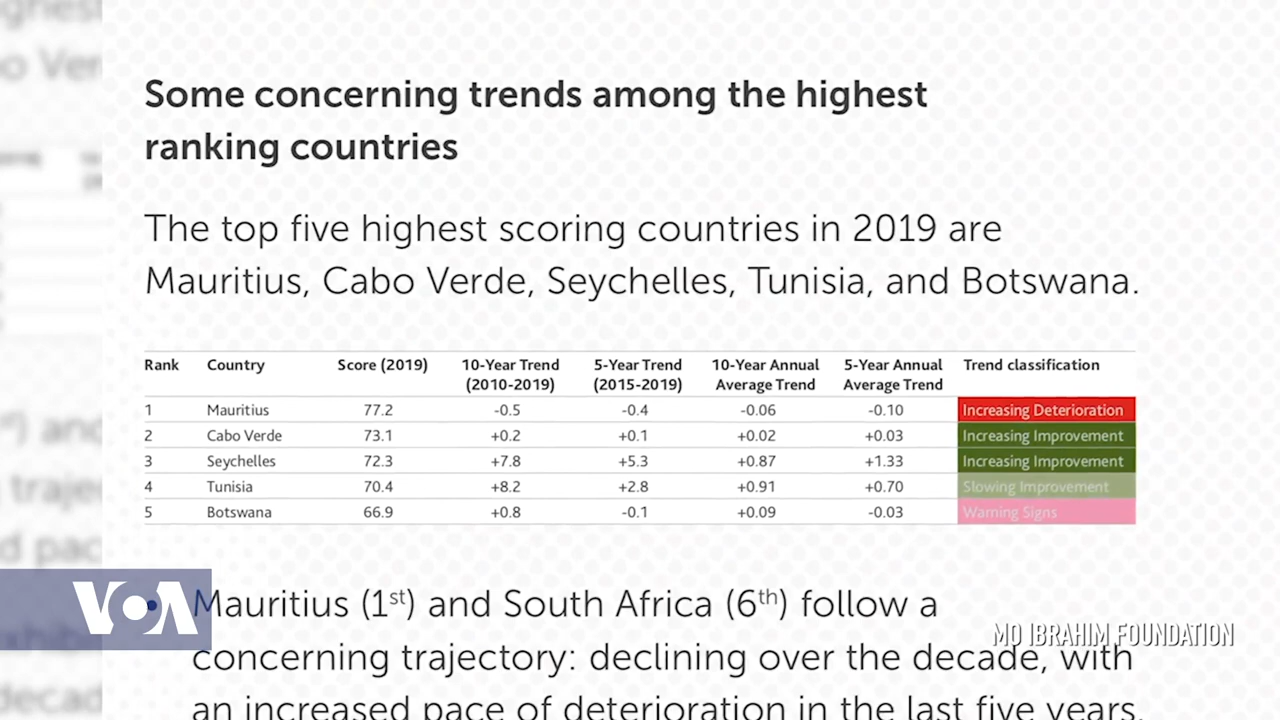 Some concerning trends among the highest
ranking countries
The top five highest scoring countries in 2019 are
Mauritius, Cabo Verde, Seychelles, Tunisia, and Botswana.
Rank Country Score (2019) 10-Year Trend (2010-2019) 5-Year Trend (2015-2019) 10-Year Annual Average Trend 5-Year Annual Average Trend Trend classification
1 Mauritius 77.2 -0.5 -0.4 -0.06 -0.10 Increasing Deterioration
2 Cabo Verde 73.1 +0.2 +0.1 +0.02 +0.03 Increasing Improvement
3 Seychelles 72.3 +7.8 +5.3 +0.87 +1.33 Increasing Improvement
4 Tunisia 70.4 +8.2 +2.8 +0.91 +0.70 Slowing Improvement
5 Botswana 66.9 +0.8 -0.1 +0.09 -0.03 Warning Signs
Mauritius (1st) and South Africa (6th) follow a
concerning trajectory: declining over the decade, with
an increased pace of deterioration in the last five years.
VOA
MO IBRAHIM FOUNDATION